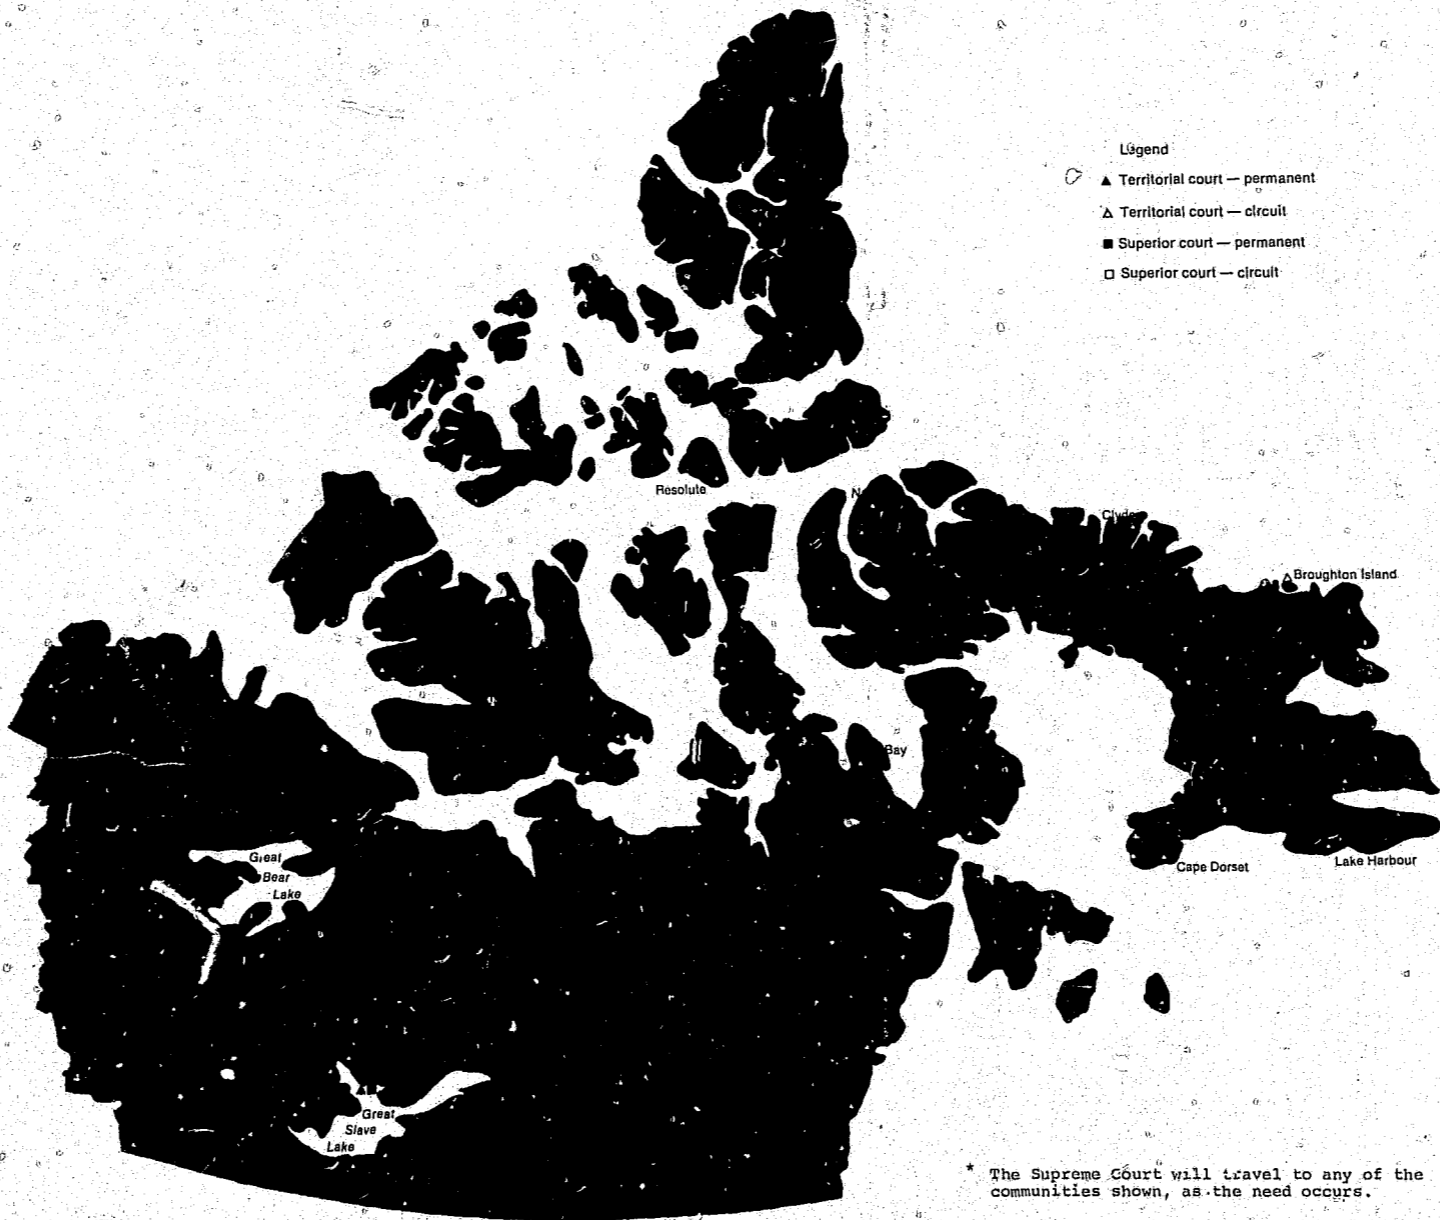 Legend
▲ Territorial court — permanent
△ Territorial court — circuit
■ Superior court — permanent
□ Superior court — circuit
Resolute
Clyde
Broughton Island
Bay
Great
Bear
Lake
Cape Dorset
Lake Harbour
Great
Slave
Lake
* The Supreme Court will travel to any of the
communities shown, as the need occurs.